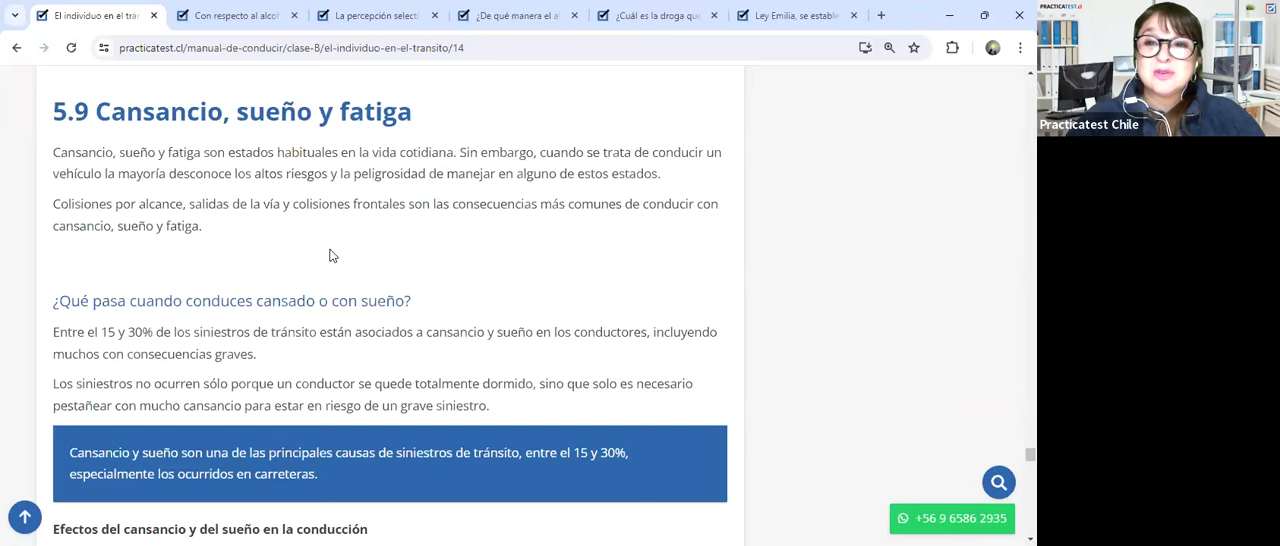 El individuo en el tra
Con respecto al alcol
La percepción selecti
¿De qué manera el al
¿Cuál es la droga que
Ley Emilia, se estable
practicatest.cl/manual-de-conducir/clase-B/el-individuo-en-el-transito/14
PRACTICATEST.cl
Practicatest Chile
5.9 Cansancio, sueño y fatiga
Cansancio, sueño y fatiga son estados habituales en la vida cotidiana. Sin embargo, cuando se trata de conducir un
vehículo la mayoría desconoce los altos riesgos y la peligrosidad de manejar en alguno de estos estados.
Colisiones por alcance, salidas de la vía y colisiones frontales son las consecuencias más comunes de conducir con
cansancio, sueño y fatiga.
¿Qué pasa cuando conduces cansado o con sueño?
Entre el 15 y 30% de los siniestros de tránsito están asociados a cansancio y sueño en los conductores, incluyendo
muchos con consecuencias graves.
Los siniestros no ocurren sólo porque un conductor se quede totalmente dormido, sino que solo es necesario
pestañear con mucho cansancio para estar en riesgo de un grave siniestro.
Cansancio y sueño son una de las principales causas de siniestros de tránsito, entre el 15 y 30%,
especialmente los ocurridos en carreteras.
+56 9 6586 2935
Efectos del cansancio y del sueño en la conducción